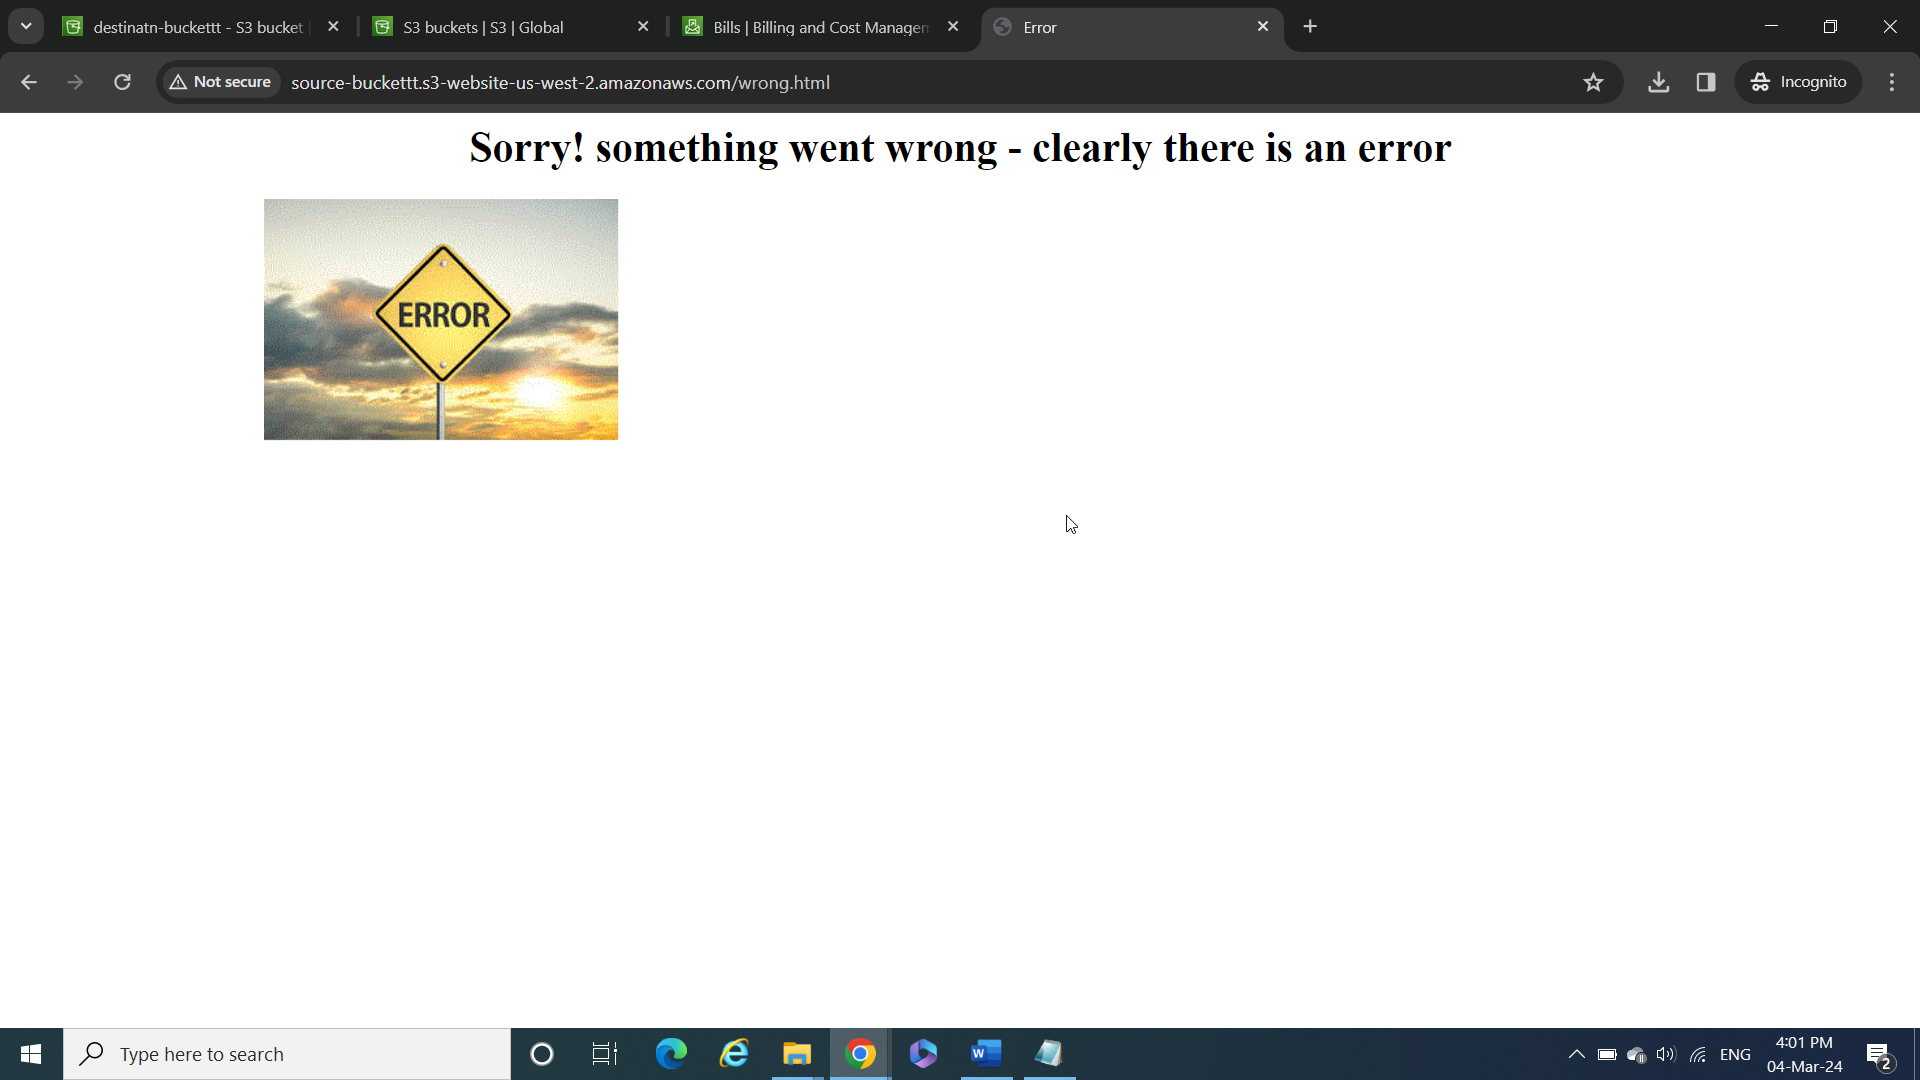 destinatn-buckettt - S3 bucket |
S3 buckets | S3 | Global
Bills | Billing and Cost Managem
Error
Not secure
source-buckettt.s3-website-us-west-2.amazonaws.com/wrong.html
Incognito
Sorry! something went wrong - clearly there is an error
ERROR
Type here to search
ENG
4:01 PM
04-Mar-24
2